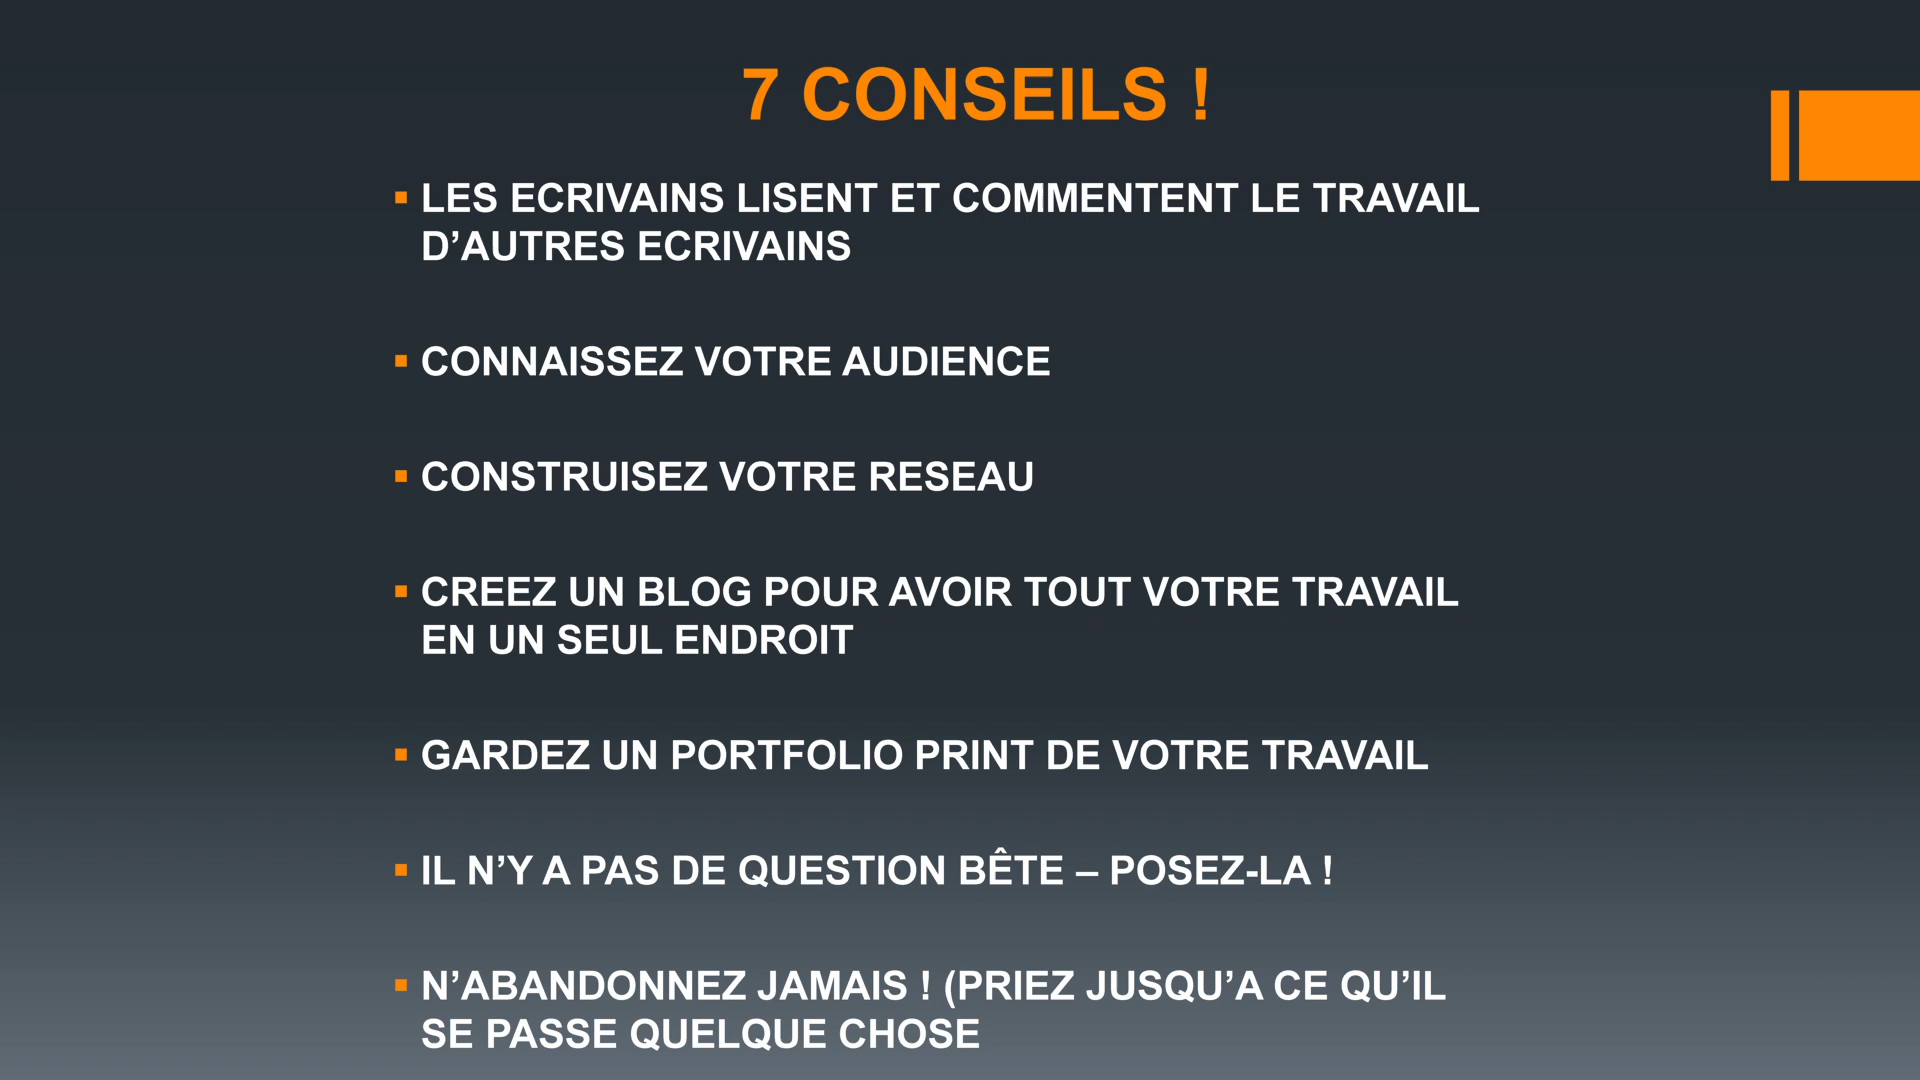 7 CONSEILS !
▪ LES ECRIVAINS LISENT ET COMMENTENT LE TRAVAIL
D’AUTRES ECRIVAINS
▪ CONNAISSEZ VOTRE AUDIENCE
▪ CONSTRUISEZ VOTRE RESEAU
▪ CREEZ UN BLOG POUR AVOIR TOUT VOTRE TRAVAIL
EN UN SEUL ENDROIT
▪ GARDEZ UN PORTFOLIO PRINT DE VOTRE TRAVAIL
▪ IL N’Y A PAS DE QUESTION BÊTE – POSEZ-LA !
▪ N’ABANDONNEZ JAMAIS ! (PRIEZ JUSQU’A CE QU’IL
SE PASSE QUELQUE CHOSE